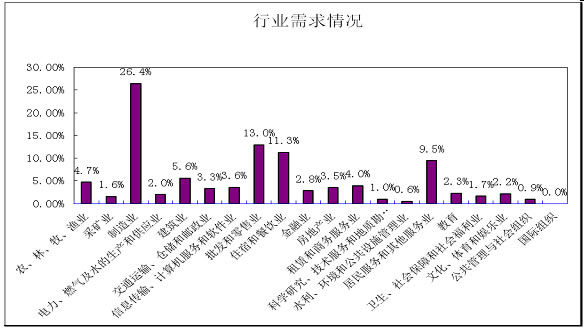 行业需求情况
30.00%
25.00%
20.00%
15.00%
10.00%
5.00%
0.00%
4.7%
1.6%
26.4%
2.0%
5.6%
3.3%
3.6%
13.0%
11.3%
2.8%
3.5%
4.0%
1.0%
0.6%
9.5%
2.3%
1.7%
2.2%
0.9%
0.0%
农、林、牧、渔业
采矿业
制造业
电力、燃气及水的生产和供应业
建筑业
交通运输、仓储和邮政业
信息传输、计算机服务和软件业
批发和零售业
住宿和餐饮业
金融业
房地产业
租赁和商务服务业
科学研究、技术服务和地质勘…
水利、环境和公共设施管理业
居民服务和其他服务业
教育
卫生、社会保障和社会福利业
文化、体育和娱乐业
公共管理与社会组织
国际组织